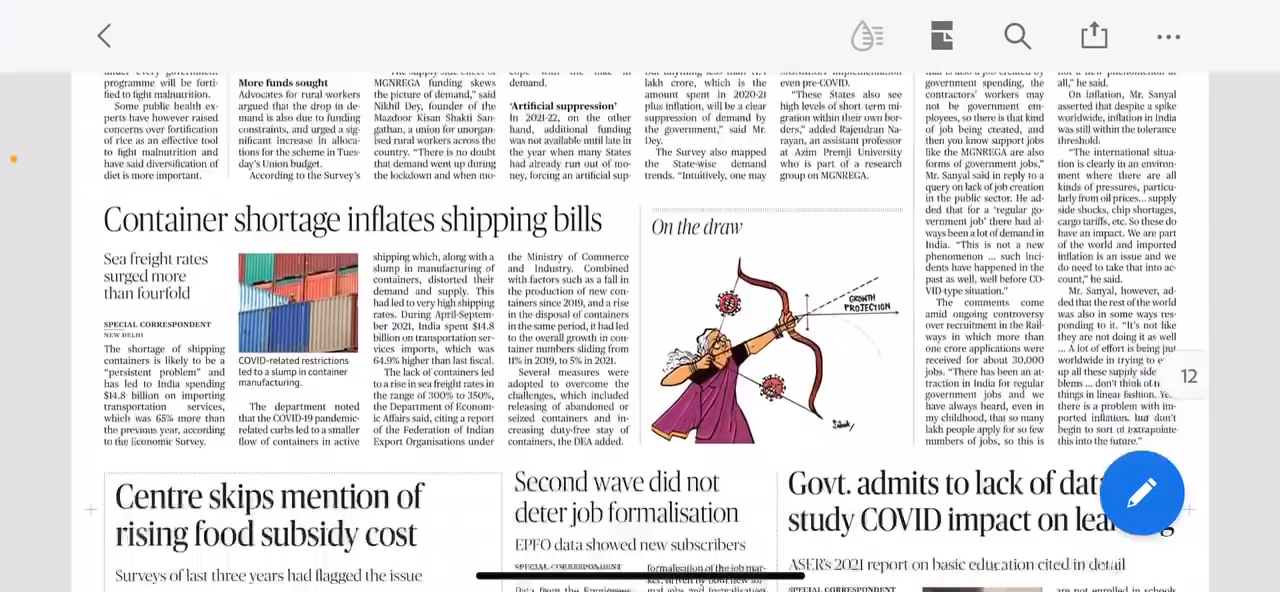 programme will be forti-
fied to fight malnutrition.
Some public health ex-
perts have however raised
concerns over fortification
of rice as an effective tool
to fight malnutrition and
have said diversification of
diet is more important.
More funds sought
Advocates for rural workers
argued that the drop in de-
mand is also due to funding
constraints, and urged a sig-
nificant increase in alloca-
tions for the scheme in Tues-
day's Union budget.
According to the Survey's
MGNREGA funding skews
the picture of demand," said
Nikhil Dey, founder of the
Mazdoor Kisan Shakti San-
gathan, a union for unorgan-
ised rural workers across the
country. "There is no doubt
that demand went up during
the lockdown and when mo-
demand.
'Artificial suppression'
In 2021-22, on the other
hand, additional funding
was not available until late in
the year when many States
had already run out of mo-
ney, forcing an artificial sup-
lakh crore, which is the
amount spent in 2020-21
plus inflation, will be a clear
suppression of demand by
the government," said Mr.
Dey.
The Survey also mapped
the State-wise demand
trends. "Intuitively, one may
even pre-COVID.
"These States also see
high levels of short term mi-
gration within their own bor-
ders," added Rajendran Na-
rayan, an assistant professor
at Azim Premji University
who is part of a research
group on MGNREGA.
government spending, the
contractors' workers may
not be government em-
ployees, so there is that kind
of job being created, and
then you know support jobs
like the MGNREGA are also
forms of government jobs,"
Mr. Sanyal said in reply to a
query on lack of job creation
in the public sector. He ad-
ded that for a 'regular go-
vernment job' there had al-
ways been a lot of demand in
India. "This is not a new
phenomenon ... such inci-
dents have happened in the
past as well, well before CO-
VID-type situation."
The comments come
amid ongoing controversy
over recruitment in the Rail-
ways in which more than
one crore applications were
received for about 30,000
jobs. "There has been an at-
traction in India for regular
government jobs and we
have always heard, even in
my childhood, that so many
lakh people apply for so few
numbers of jobs, so this is
all," he said.
On inflation, Mr. Sanyal
asserted that despite a spike
worldwide, inflation in India
was still within the tolerance
threshold.
"The international situa-
tion is clearly in an environ-
ment where there are all
kinds of pressures, particu-
larly from oil prices... supply
side shocks, chip shortages,
cargo tariffs, etc. So these do
have an impact. We are part
of the world and imported
inflation is an issue and we
do need to take that into ac-
count," he said.
Mr. Sanyal, however, ad-
ded that the rest of the world
was also in some ways res-
ponding to it. "It's not like
they are not doing it as well
... A lot of effort is being put
worldwide in trying to
up all these supply side
blems ... don't think of
things in linear fashion..
there is a problem with im-
ported inflation, but don't
begin to sort of extrapolate
this into the future."
12
Container shortage inflates shipping bills
Sea freight rates
surged more
than fourfold
SPECIAL CORRESPONDENT
NEW DELHI
The shortage of shipping
containers is likely to be a
"persistent problem" and
has led to India spending
$14.8 billion on importing
transportation services,
which was 65% more than
the previous year, according
to the Economic Survey.
COVID-related restrictions
led to a slump in container
manufacturing.
The department noted
that the COVID-19 pandemic-
related curbs led to a smaller
flow of containers in active
shipping which, along with a
slump in manufacturing of
containers, distorted their
demand and supply. This
had led to very high shipping
rates. During April-Septem-
ber 2021, India spent $14.8
billion on transportation ser-
vices imports, which was
64.9% higher than last fiscal.
The lack of containers led
to a rise in sea freight rates in
the range of 300% to 350%,
the Department of Econom-
ic Affairs said, citing a report
of the Federation of Indian
Export Organisations under
the Ministry of Commerce
and Industry. Combined
with factors such as a fall in
the production of new con-
tainers since 2019, and a rise
in the disposal of containers
in the same period, it had led
to the overall growth in con-
tainer numbers sliding from
11% in 2019, to 5% in 2021.
Several measures were
adopted to overcome the
challenges, which included
releasing of abandoned or
seized containers and in-
creasing duty-free stay of
containers, the DEA added.
On the draw
GROWTH
PROJECTION
Centre skips mention of
rising food subsidy cost
Surveys of last three years had flagged the issue
Second wave did not
deter job formalisation
EPFO data showed new subscribers
SPECIAL CORRESPONDENT
formalisation of the job mar-
Govt. admits to lack of dat
study COVID impact on lea g
ASER's 2021 report on basic education cited in detail
SPECIAL CORRESPONDENT
are not enrolled in schools